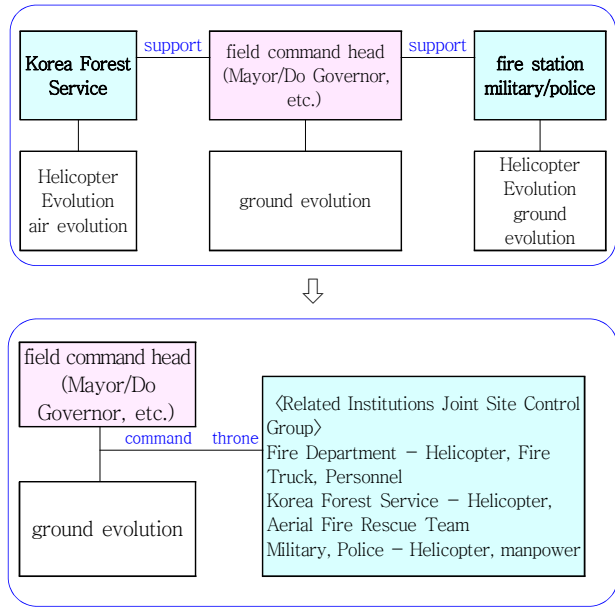 support
support
Korea Forest
Service
field command head
(Mayor/Do Governor,
etc.)
fire station
military/police
Helicopter
Evolution
air evolution
ground evolution
Helicopter
Evolution
ground
evolution
field command head
(Mayor/Do
Governor, etc.)
command throne
ground evolution
〈Related Institutions Joint Site Control
Group〉
Fire Department - Helicopter, Fire
Truck, Personnel
Korea Forest Service - Helicopter,
Aerial Fire Rescue Team
Military, Police - Helicopter, manpower